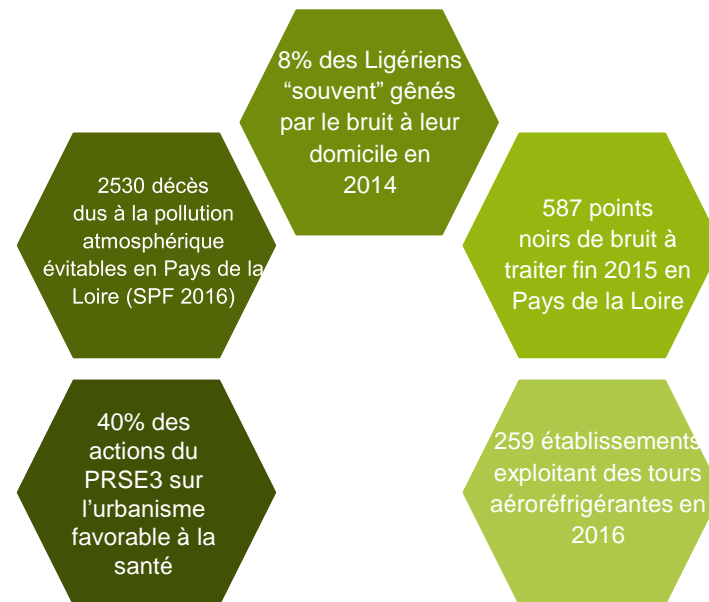 8% des Ligériens
“souvent” gênés
par le bruit à leur
domicile en
2014
2530 décès
dus à la pollution
atmosphérique
évitables en Pays de la
Loire (SPF 2016)
587 points
noirs de bruit à
traiter fin 2015 en
Pays de la Loire
40% des
actions du
PRSE3 sur
l’urbanisme
favorable à la
santé
259 établissements
exploitant des tours
aéroréfrigérantes en
2016